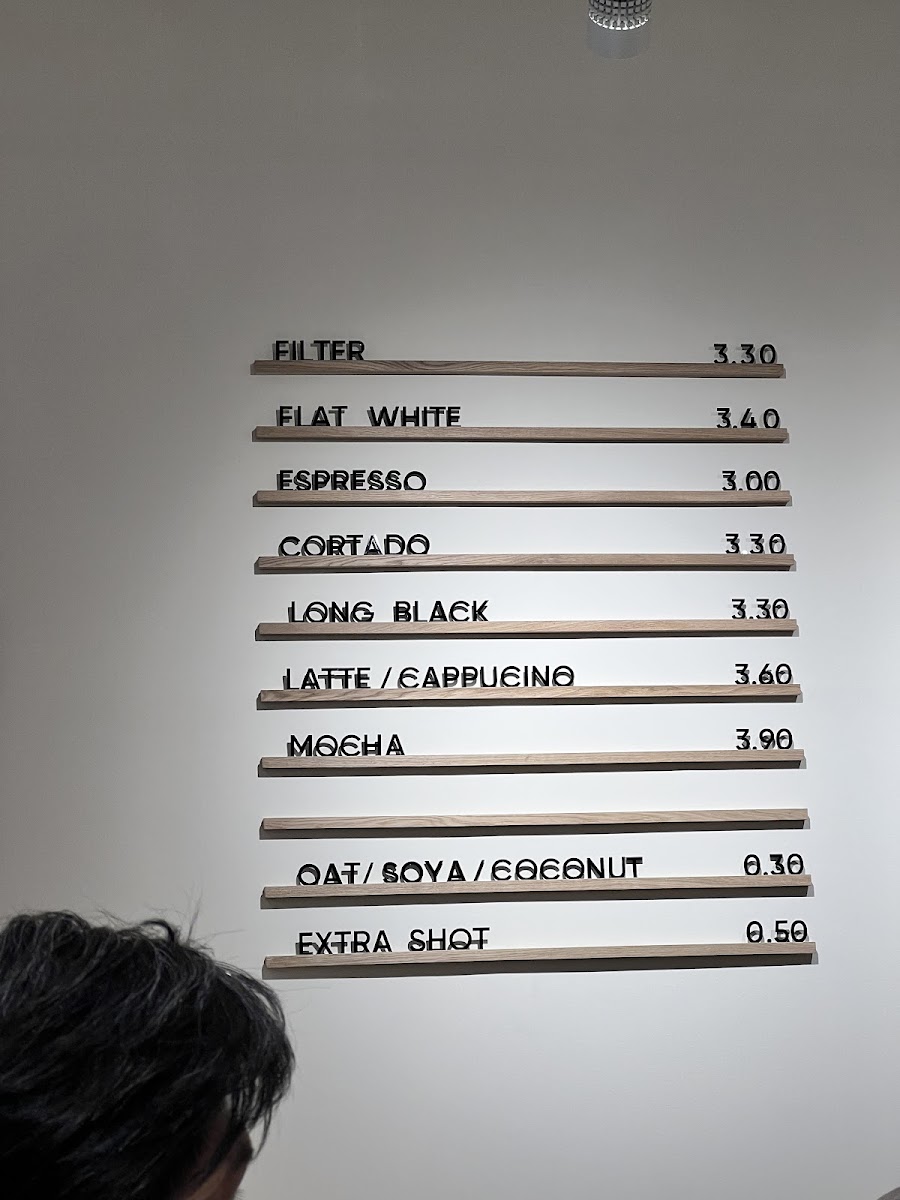 FILTER 3.30
FLAT WHITE 3.40
ESPRESSO 3.00
CORTADO 3.30
LONG BLACK 3.30
LATTE / CAPPUCINO 3.60
MOCHA 3.90
OAT / SOYA / COCONUT 0.30
EXTRA SHOT 0.50